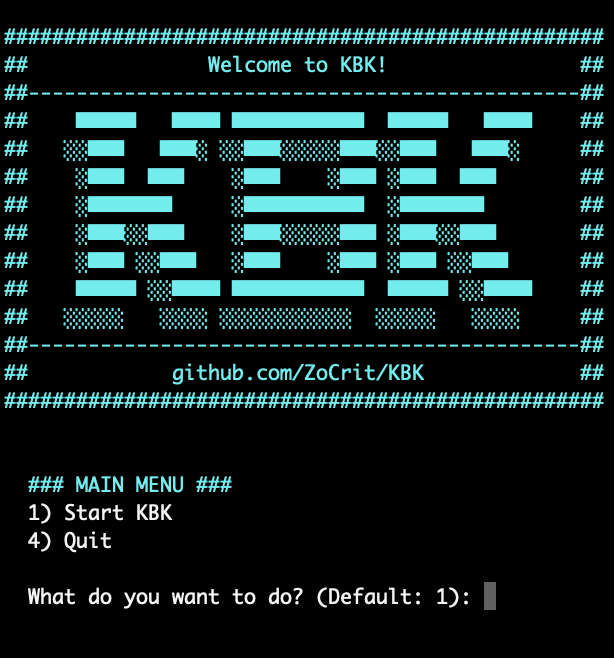 ##################################################
## Welcome to KBK! ##
##----------------------------------------------##
KBK
##----------------------------------------------##
## github.com/ZoCrit/KBK ##
##################################################
### MAIN MENU ###
1) Start KBK
4) Quit
What do you want to do? (Default: 1):